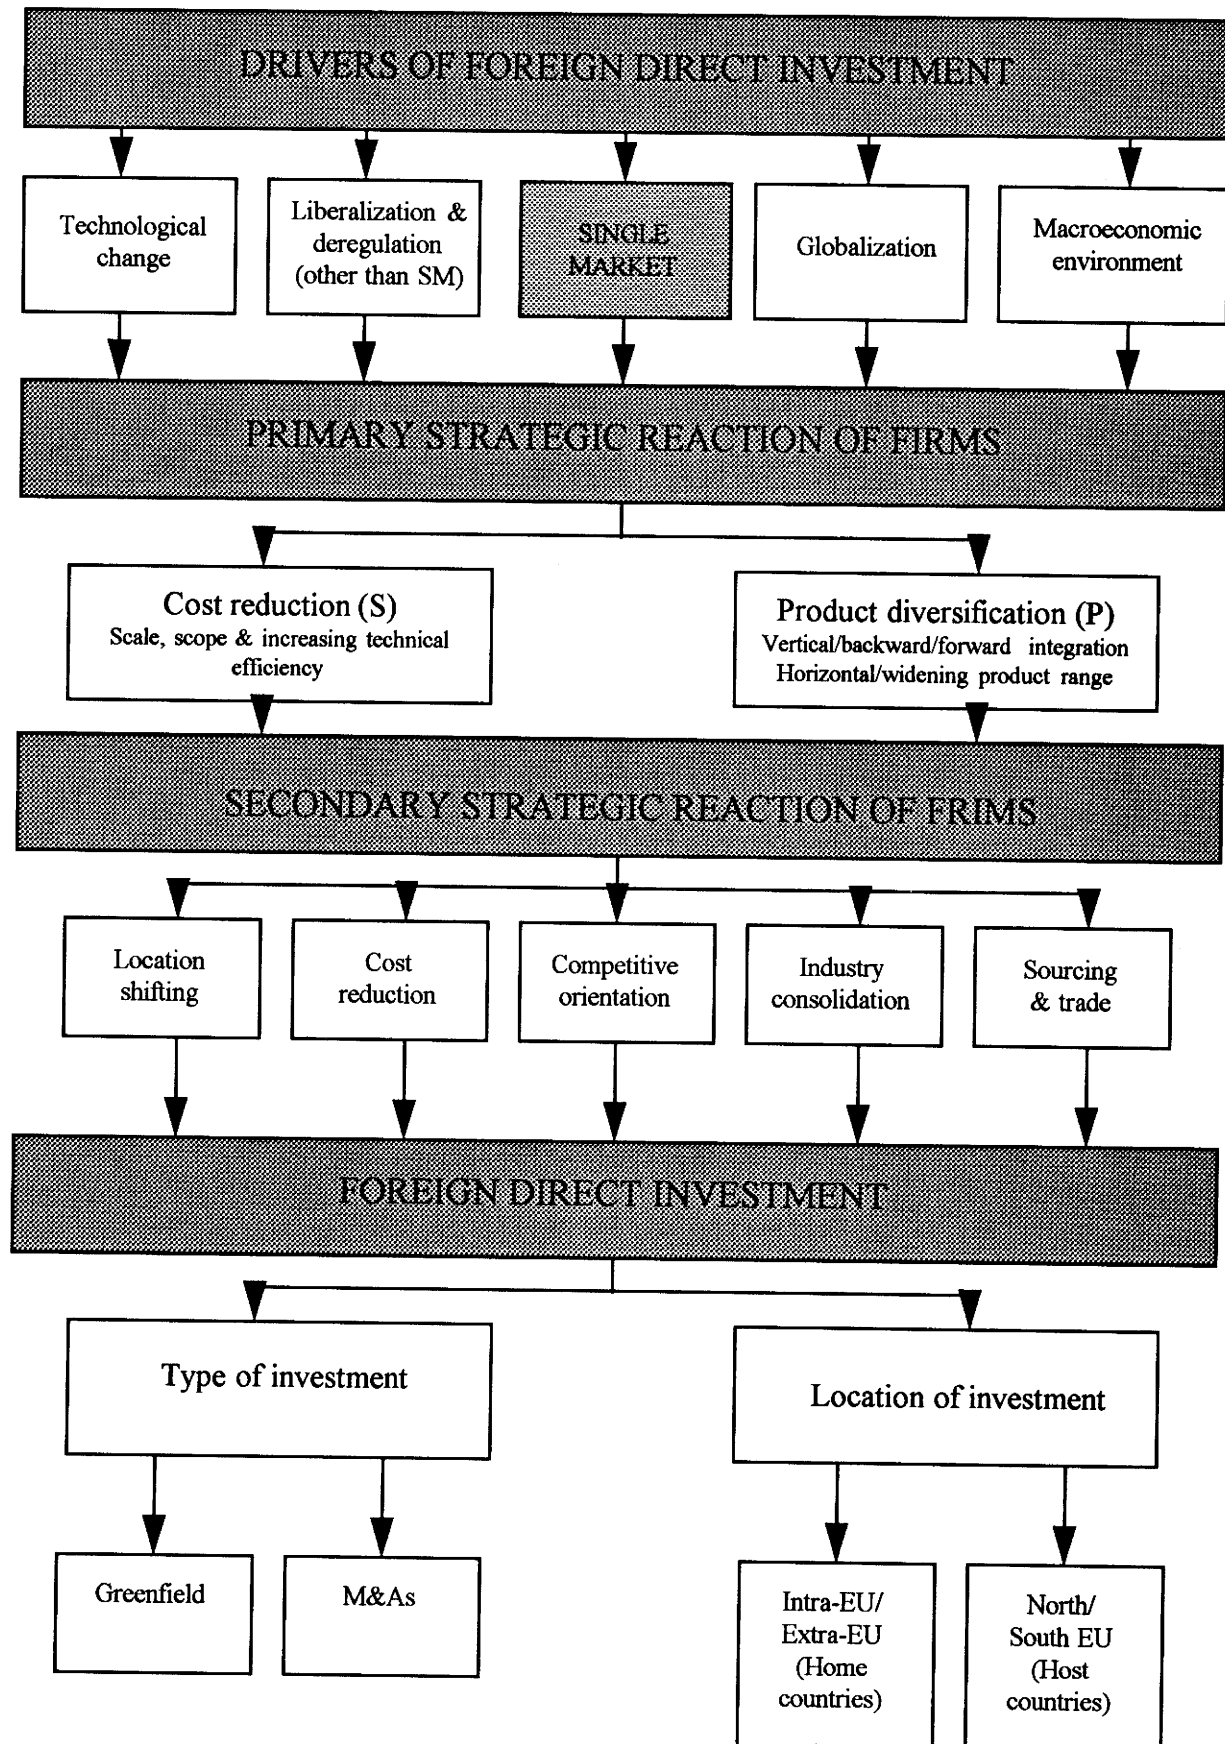 DRIVERS OF FOREIGN DIRECT INVESTMENT
Technological
change
Liberalization &
deregulation
(other than SM)
SINGLE
MARKET
Globalization
Macroeconomic
environment
PRIMARY STRATEGIC REACTION OF FIRMS
Cost reduction (S)
Scale, scope & increasing technical
efficiency
Product diversification (P)
Vertical/backward/forward integration
Horizontal/widening product range
SECONDARY STRATEGIC REACTION OF FRIMS
Location
shifting
Cost
reduction
Competitive
orientation
Industry
consolidation
Sourcing
& trade
FOREIGN DIRECT INVESTMENT
Type of investment
Location of investment
Greenfield
M&As
Intra-EU/
Extra-EU
(Home
countries)
North/
South EU
(Host
countries)